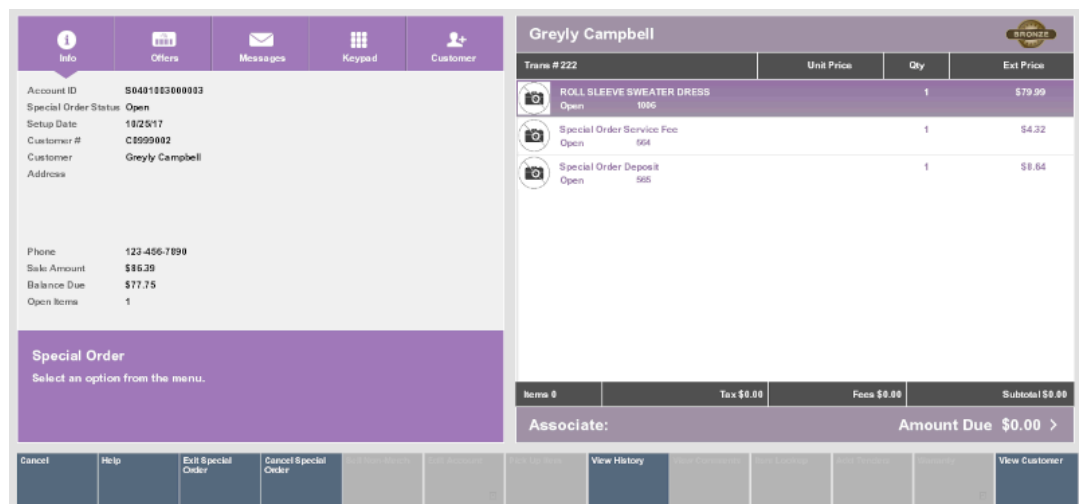 Info
Offers
Messages
Keypad
Customer
Account ID S0401003000003
Special Order Status Open
Setup Date 10/25/17
Customer # C0999002
Customer Greyly Campbell
Address
Phone 123-456-7890
Sale Amount $86.39
Balance Due $77.75
Open Items 1
Special Order
Select an option from the menu.
Greyly Campbell
BRONZE
Trans # 222 Unit Price Qty Ext Price
ROLL SLEEVE SWEATER DRESS 1 $79.99
Open 1006
Special Order Service Fee 1 $4.32
Open 564
Special Order Deposit 1 $8.64
Open 565
Items 0 Tax $0.00 Fees $0.00 Subtotal $0.00
Associate: Amount Due $0.00 >
Cancel
Help
Exit Special
Order
Cancel Special
Order
View History
View Customer